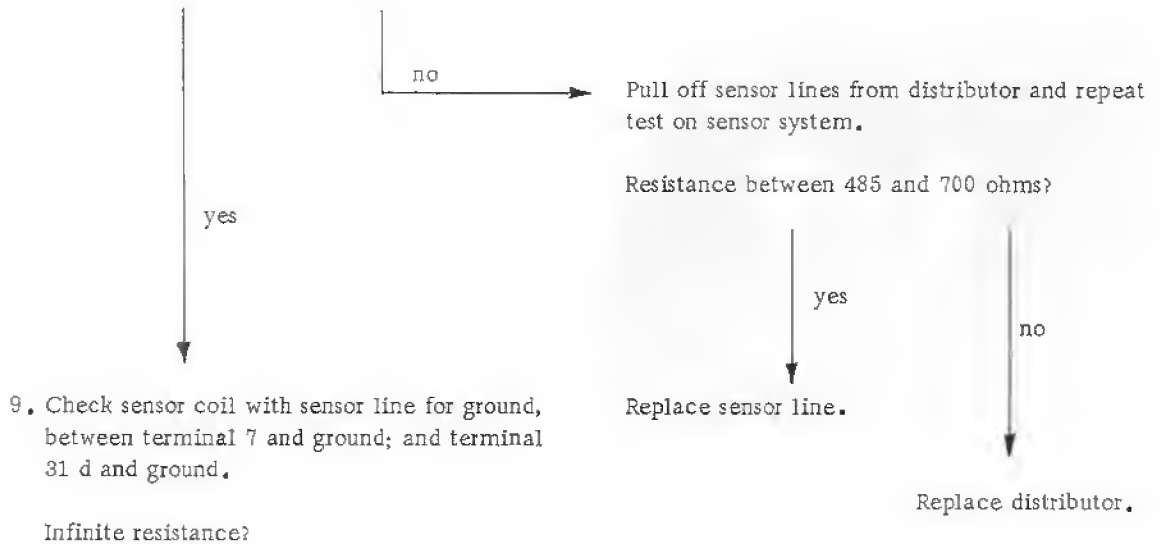 no
Pull off sensor lines from distributor and repeat
test on sensor system.
Resistance between 485 and 700 ohms?
yes
yes
no
9. Check sensor coil with sensor line for ground,
between terminal 7 and ground; and terminal
31 d and ground.
Infinite resistance?
Replace sensor line.
Replace distributor.